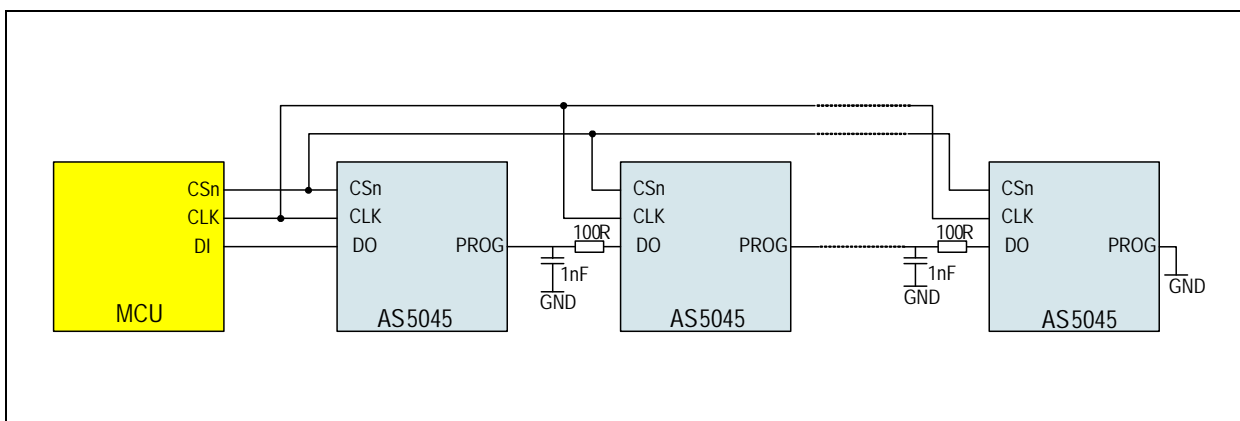 CSn
CLK
DI
MCU
CSn
CLK
DO
PROG
AS5045
100R
1nF
GND
CSn
CLK
DO
PROG
AS5045
100R
1nF
GND
CSn
CLK
DO
PROG
AS5045
GND